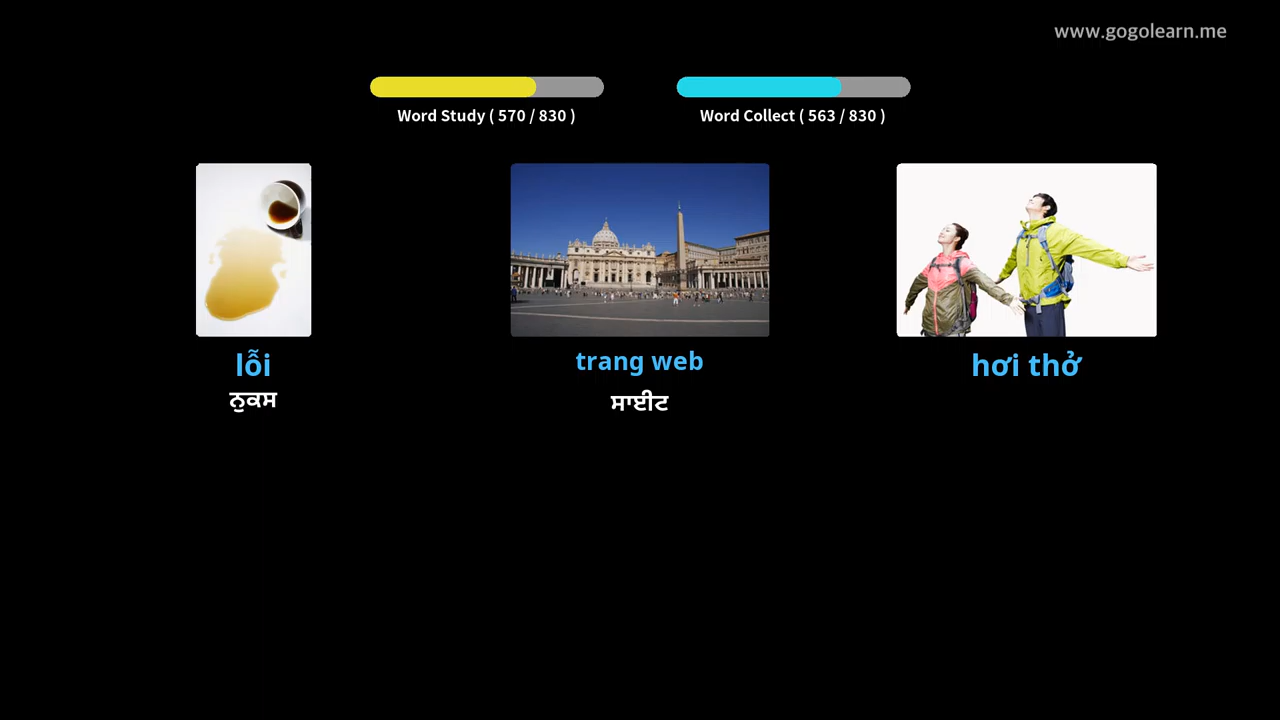 www.gogolearn.me
Word Study ( 570 / 830 )
Word Collect ( 563 / 830 )
lỗi
ਨੁਕਸ
trang web
ਸਾਈਟ
hơi thở